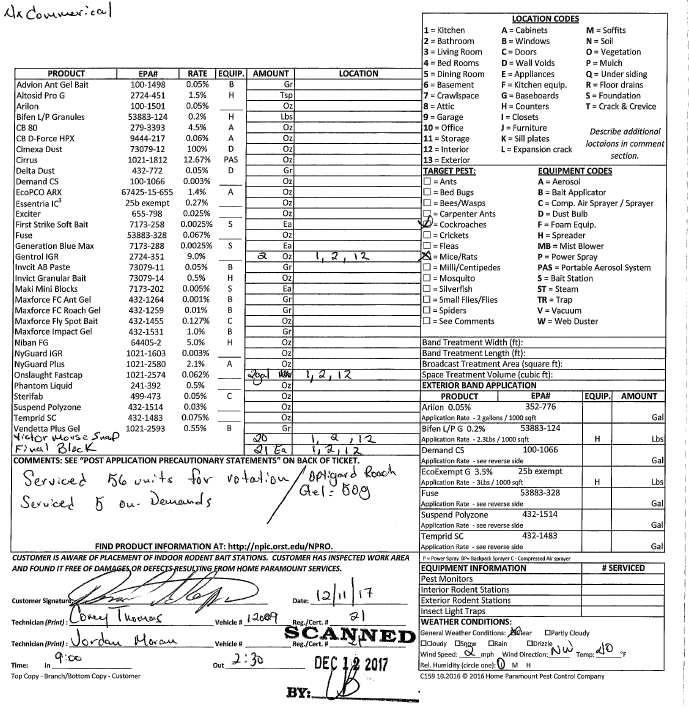 Nx Commerical
LOCATION CODES
1 = Kitchen A = Cabinets M = Soffits
2 = Bathroom B = Windows N = Soil
3 = Living Room C = Doors O = Vegetation
4 = Bed Rooms D = Wall Voids P = Mulch
5 = Dining Room E = Appliances Q = Under siding
6 = Basement F = Kitchen equip. R = Floor drains
7 = Crawlspace G = Baseboards S = Foundation
8 = Attic H = Counters T = Crack & Crevice
9 = Garage I = Closets
10 = Office J = Furniture
11 = Storage K = Sill plates
12 = Interior L = Expansion crack
13 = Exterior
Describe additional
loctaions in comment
section.
PRODUCT EPA# RATE EQUIP. AMOUNT LOCATION
Advion Ant Gel Bait 100-1498 0.05% B Gr
Altosid Pro G 2724-451 1.5% H Tsp
Arilon 100-1501 0.05% Oz
Bifen L/P Granules 53883-124 0.2% H Lbs
CB 80 279-3393 4.5% A Oz
CB D-Force HPX 9444-217 0.06% A Oz
Cimexa Dust 73079-12 100% D Oz
Cirrus 1021-1812 12.67% PAS Oz
Delta Dust 432-772 0.05% D Gr
Demand CS 100-1066 0.003% Oz
EcoPCO ARX 67425-15-655 1.4% A Oz
Essentria IC³ 25b exempt 0.27% Oz
Exciter 655-798 0.025% Oz
First Strike Soft Bait 7173-258 0.0025% S Ea
Fuse 53883-328 0.067% Oz
Generation Blue Max 7173-288 0.0025% S Ea
Gentrol IGR 2724-351 9.0% 2 Oz 1, 2, 12
Invelt AB Paste 73079-11 0.05% B Gr
Invict Granular Bait 73079-14 0.5% H Oz
Maki Mini Blocks 7173-202 0.005% S Ea
Maxforce FC Ant Gel 432-1264 0.001% B Gr
Maxforce FC Roach Gel 432-1259 0.01% B Gr
Maxforce Fly Spot Bait 432-1455 0.127% C Oz
Maxforce Impact Gel 432-1531 1.0% B Gr
Niban FG 64405-2 5.0% H Oz
NyGuard IGR 1021-1603 0.003% Oz
NyGuard Plus 1021-2580 2.1% A Oz
Onslaught Fastcap 1021-2574 0.062% 2gal 1, 2, 12
Phantom Liquid 241-392 0.5% Oz
Sterifab 499-473 0.05% C Oz
Suspend Polyzone 432-1514 0.03% Oz
Temprid SC 432-1483 0.075% Oz
Vendetta Plus Gel 1021-2593 0.55% B Gr
Victor Mouse Snap 20 1, 2, 12
Final Block 21 Ea 1, 2, 12
COMMENTS: SEE "POST APPLICATION PRECAUTIONARY STATEMENTS" ON BACK OF TICKET.
Serviced 56 units for rotation / Optigard Roach
Gel: 50g
Serviced 5 on-Demands
FIND PRODUCT INFORMATION AT: http://npic.orst.edu/NPRO.
CUSTOMER IS AWARE OF PLACEMENT OF INDOOR RODENT BAIT STATIONS. CUSTOMER HAS INSPECTED WORK AREA
AND FOUND IT FREE OF DAMAGES OR DEFECTS RESULTING FROM HOME PARAMOUNT SERVICES.
Customer Signature Date: 12/11/17
Technician (Print): Corey Thomas Vehicle # 12009 Reg./Cert. # 21
Technician (Print): Jordan Moran Vehicle # Reg./Cert. #
SCANNED
Time: In 9:00 Out 2:30
DEC 12 2017
BY:
Top Copy - Branch/Bottom Copy - Customer
TARGET PEST:
= Ants
= Bed Bugs
= Bees/Wasps
= Carpenter Ants
= Cockroaches
= Crickets
= Fleas
= Mice/Rats
= Milli/Centipedes
= Mosquito
= Silverfish
= Small Flies/Flies
= Spiders
= See Comments
EQUIPMENT CODES
A = Aerosol
B = Bait Applicator
C = Comp. Air Sprayer / Sprayer
D = Dust Bulb
F = Foam Equip.
H = Spreader
MB = Mist Blower
P = Power Spray
PAS = Portable Aerosol System
S = Bait Station
ST = Steam
TR = Trap
V = Vacuum
W = Web Duster
Band Treatment Width (ft):
Band Treatment Length (ft):
Broadcast Treatment Area (square ft):
Space Treatment Volume (cubic ft):
EXTERIOR BAND APPLICATION
PRODUCT EPA# EQUIP. AMOUNT
Arilon 0.05% 352-776
Application Rate - 2 gallons / 1000 sqft Gal
Bifen L/P G 0.2% 53883-124
Application Rate - 2.3Lbs / 1000 sqft H Lbs
Demand CS 100-1066
Application Rate - see reverse side Gal
EcoExempt G 3.5% 25b exempt
Application Rate - 3Lbs / 1000 sqft H Lbs
Fuse 53883-328
Application Rate - see reverse side Gal
Suspend Polyzone 432-1514
Application Rate - see reverse side Gal
Temprid SC 432-1483
Application Rate - see reverse side Gal
P = Power Spray BP= Backpack Sprayer C - Compressed Air sprayer
EQUIPMENT INFORMATION # SERVICED
Pest Monitors
Interior Rodent Stations
Exterior Rodent Stations
Insect Light Traps
WEATHER CONDITIONS:
General Weather Conditions: Clear Partly Cloudy
Cloudy Snow Rain Drizzle
Wind Speed: 2 mph Wind Direction: NW Temp: 40 °F
Rel. Humidity (circle one): L M H
C159 10.2016 © 2016 Home Paramount Pest Control Company